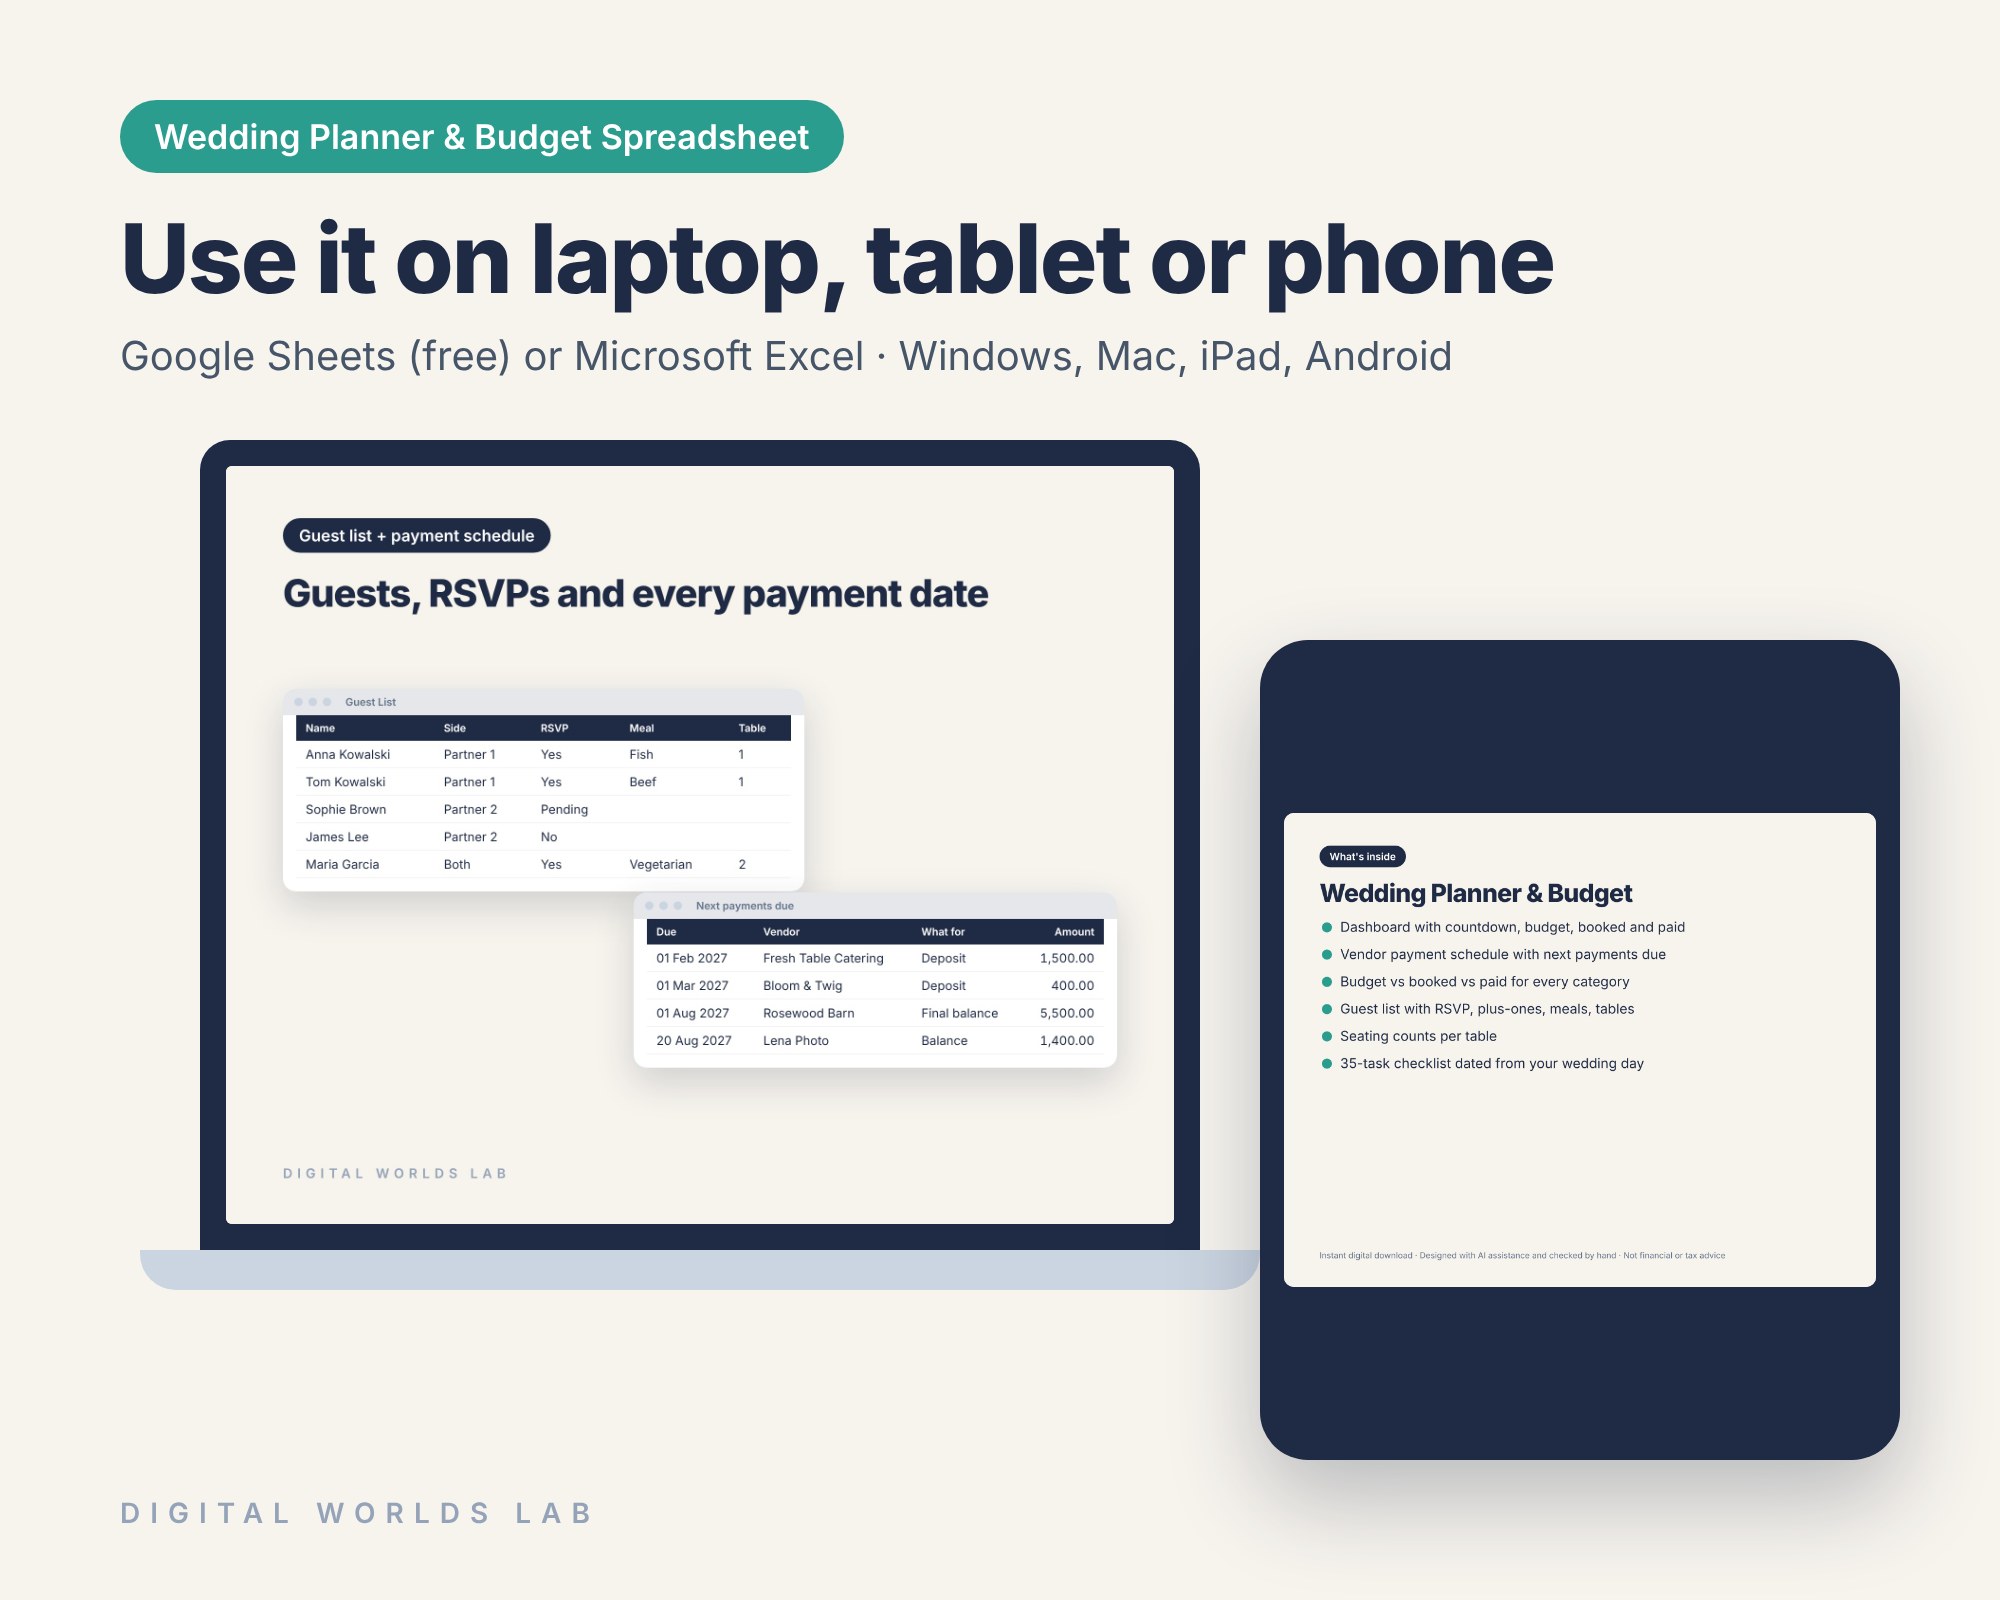 Wedding Planner & Budget Spreadsheet
Use it on laptop, tablet or phone
Google Sheets (free) or Microsoft Excel · Windows, Mac, iPad, Android
Guest list + payment schedule
Guests, RSVPs and every payment date
Guest List
Name Side RSVP Meal Table
Anna Kowalski Partner 1 Yes Fish 1
Tom Kowalski Partner 1 Yes Beef 1
Sophie Brown Partner 2 Pending
James Lee Partner 2 No
Maria Garcia Both Yes Vegetarian 2
Next payments due
Due Vendor What for Amount
01 Feb 2027 Fresh Table Catering Deposit 1,500.00
01 Mar 2027 Bloom & Twig Deposit 400.00
01 Aug 2027 Rosewood Barn Final balance 5,500.00
20 Aug 2027 Lena Photo Balance 1,400.00
DIGITAL WORLDS LAB
What's inside
Wedding Planner & Budget
Dashboard with countdown, budget, booked and paid
Vendor payment schedule with next payments due
Budget vs booked vs paid for every category
Guest list with RSVP, plus-ones, meals, tables
Seating counts per table
35-task checklist dated from your wedding day
Instant digital download · Designed with AI assistance and checked by hand · Not financial or tax advice
DIGITAL WORLDS LAB